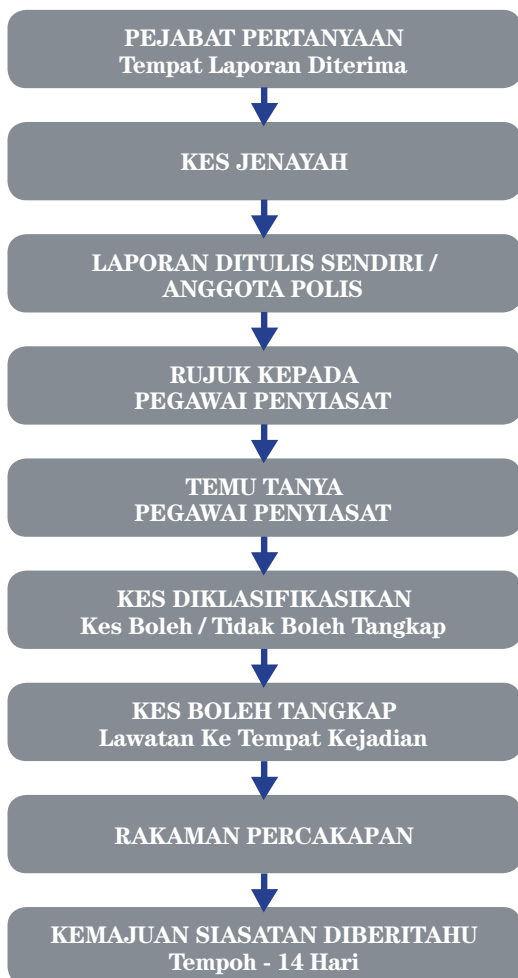 PEJABAT PERTANYAAN
Tempat Laporan Diterima
KES JENAYAH
LAPORAN DITULIS SENDIRI /
ANGGOTA POLIS
RUJUK KEPADA
PEGAWAI PENYIASAT
TEMU TANYA
PEGAWAI PENYIASAT
KES DIKLASIFIKASIKAN
Kes Boleh / Tidak Boleh Tangkap
KES BOLEH TANGKAP
Lawatan Ke Tempat Kejadian
RAKAMAN PERCAKAPAN
KEMAJUAN SIASATAN DIBERITAHU
Tempoh - 14 Hari